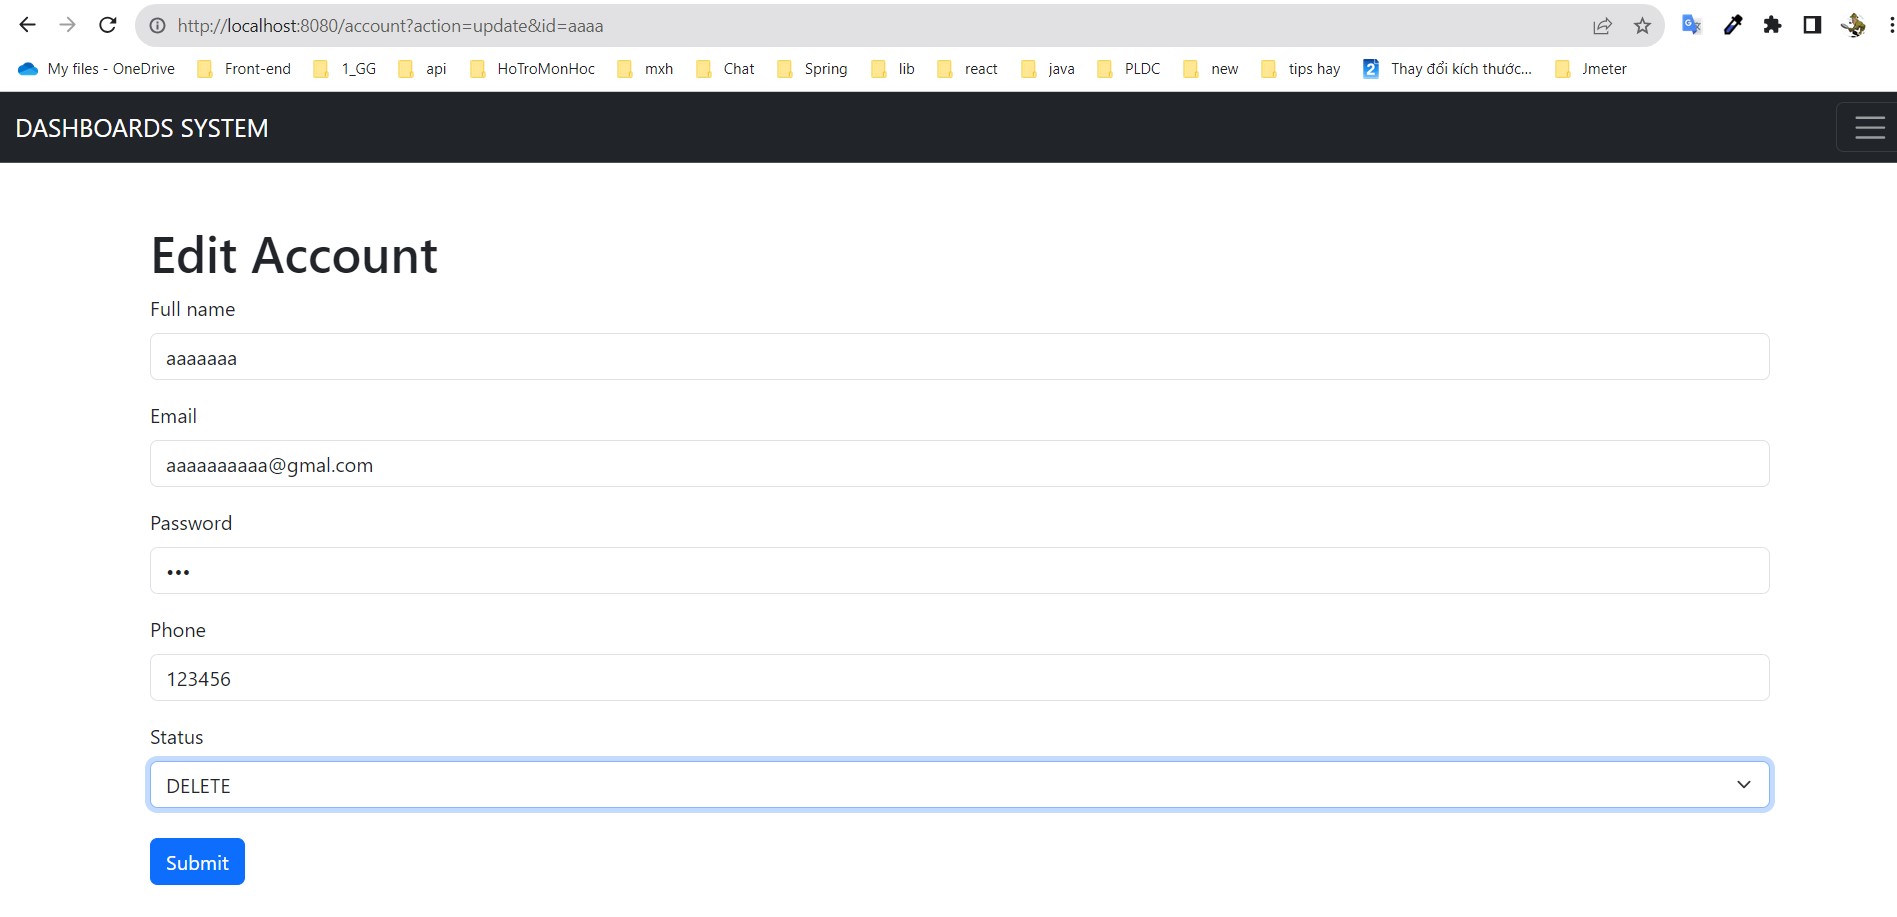 http://localhost:8080/account?action=update&id=aaaa
My files - OneDrive Front-end 1_GG api HoTroMonHoc mxh Chat Spring lib react java PLDC new tips hay Thay đổi kích thước... Jmeter
DASHBOARDS SYSTEM
Edit Account
Full name
aaaaaaa
Email
aaaaaaaaaa@gmal.com
Password
•••
Phone
123456
Status
DELETE
Submit